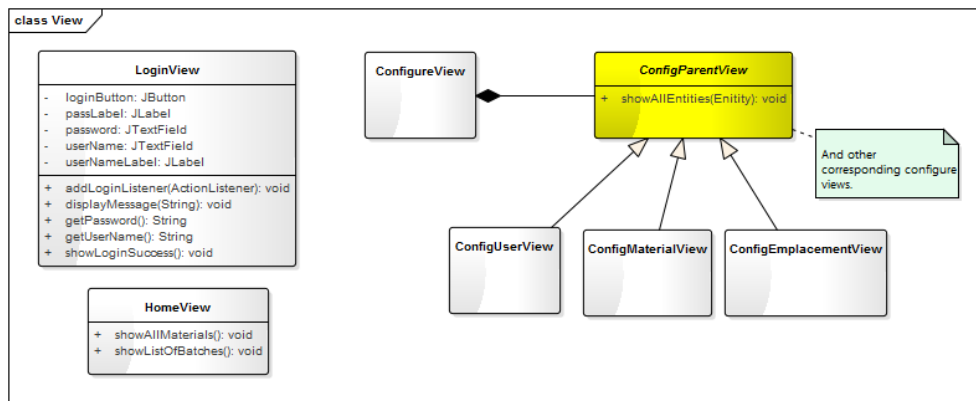 class View
LoginView
- loginButton: JButton
- passLabel: JLabel
- password: JTextField
- userName: JTextField
- userNameLabel: JLabel
+ addLoginListener(ActionListener): void
+ displayMessage(String): void
+ getPassword(): String
+ getUserName(): String
+ showLoginSuccess(): void
HomeView
+ showAllMaterials(): void
+ showListOfBatches(): void
ConfigureView
ConfigParentView
+ showAllEntities(Enitity): void
And other
corresponding configure
views.
ConfigUserView
ConfigMaterialView
ConfigEmplacementView